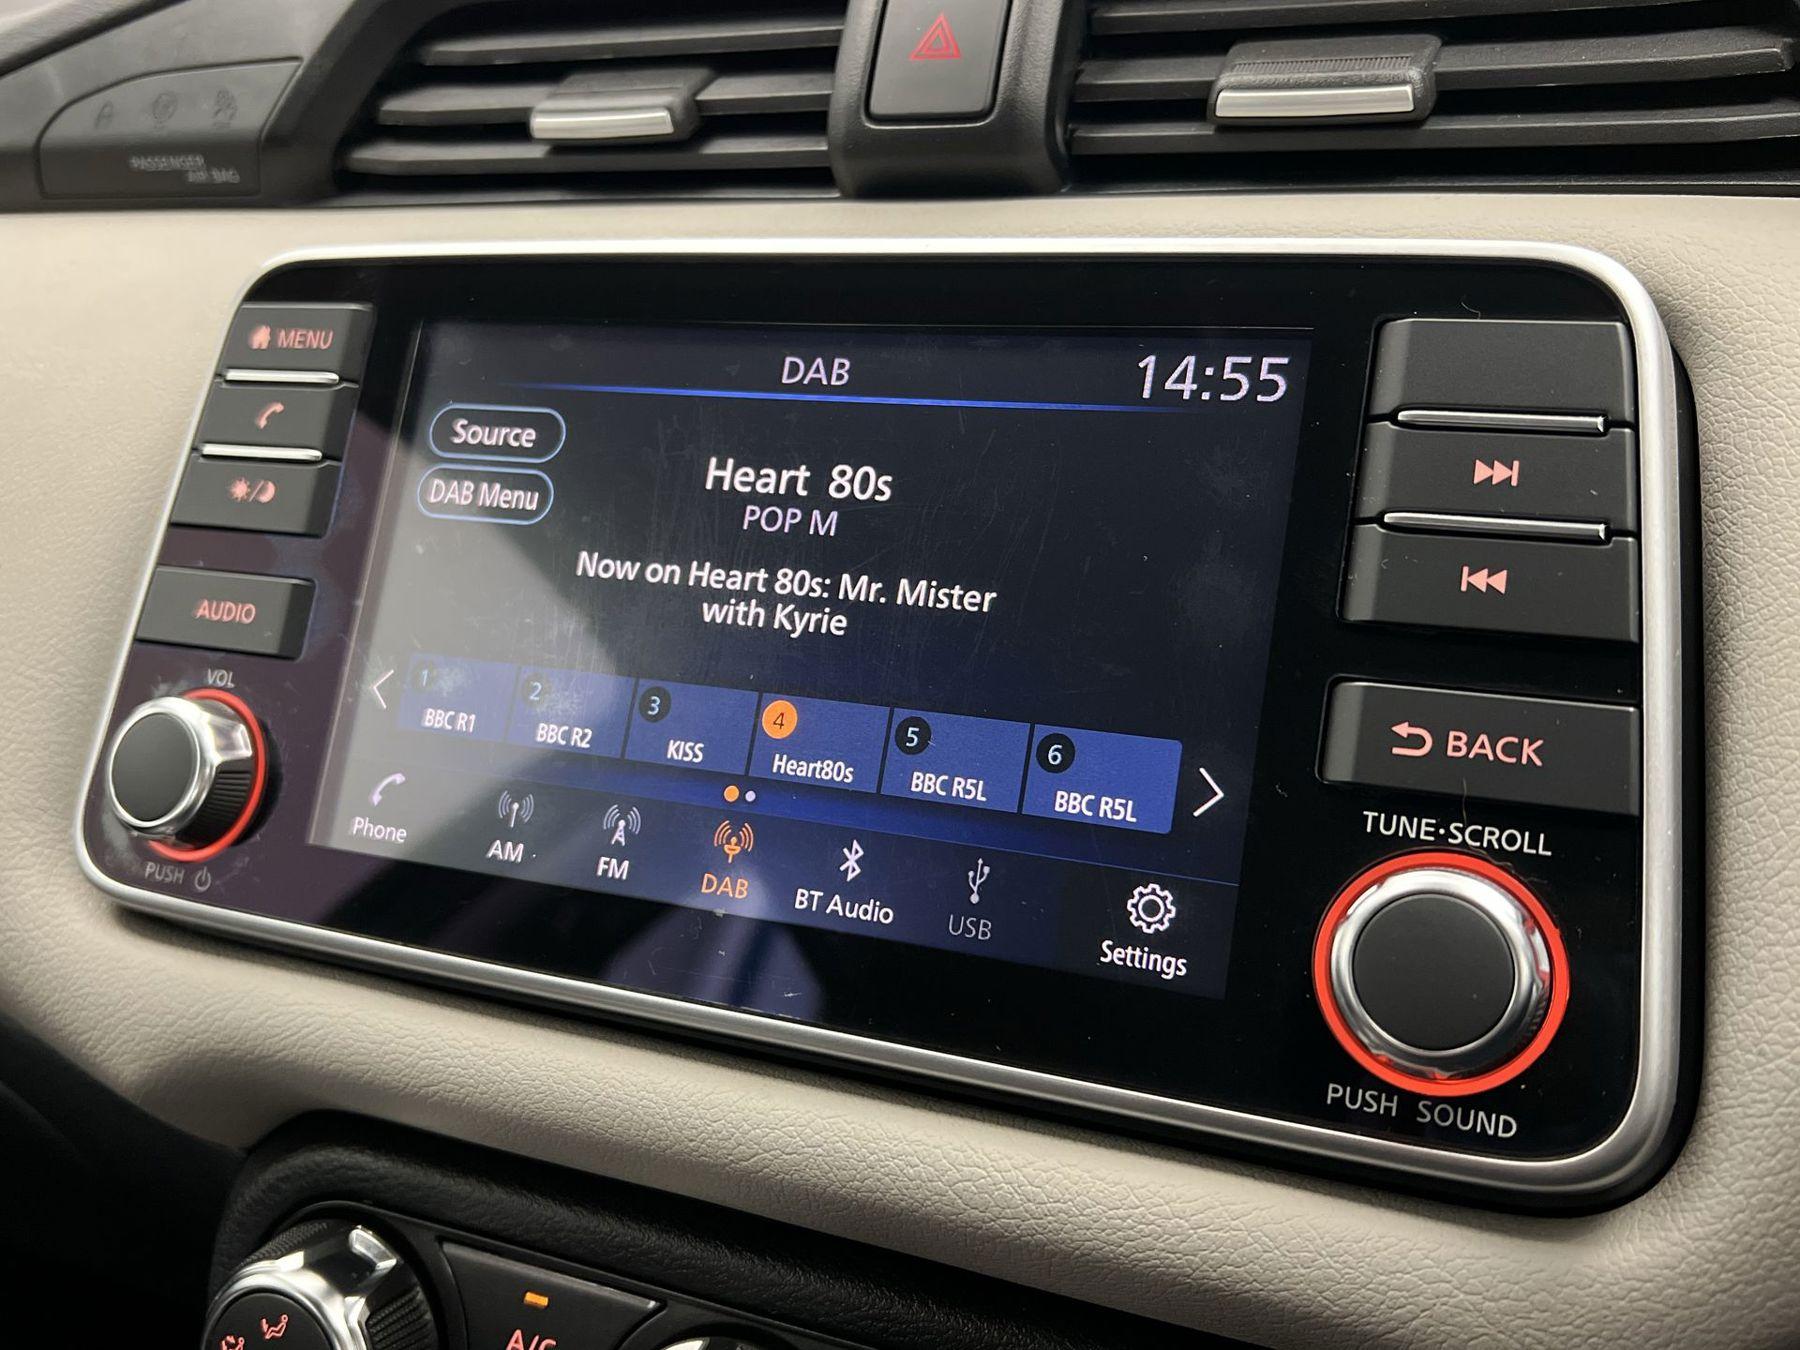 PASSENGER
AIR BAG
MENU
AUDIO
VOL
PUSH
DAB
14:55
Source
DAB Menu
Heart 80s
POP M
Now on Heart 80s: Mr. Mister
with Kyrie
1 BBC R1
2 BBC R2
3 KISS
4 Heart80s
5 BBC R5L
6 BBC R5L
Phone
AM
FM
DAB
BT Audio
USB
Settings
BACK
TUNE·SCROLL
PUSH SOUND
A/C